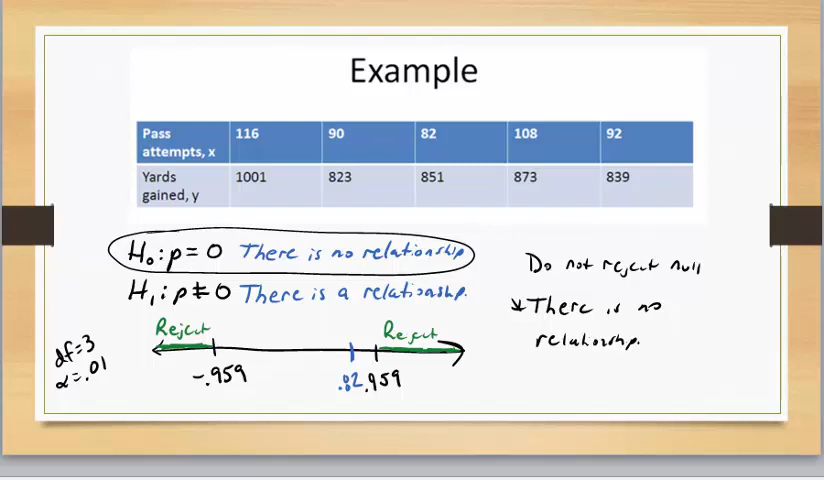 Example
Pass attempts, x 116 90 82 108 92
Yards gained, y 1001 823 851 873 839
H₀: p = 0 There is no relationship
H₁: p ≠ 0 There is a relationship.
Do not reject null
There is no
relationship.
Reject Reject
df=3
α=.01
-.959 .82 .959